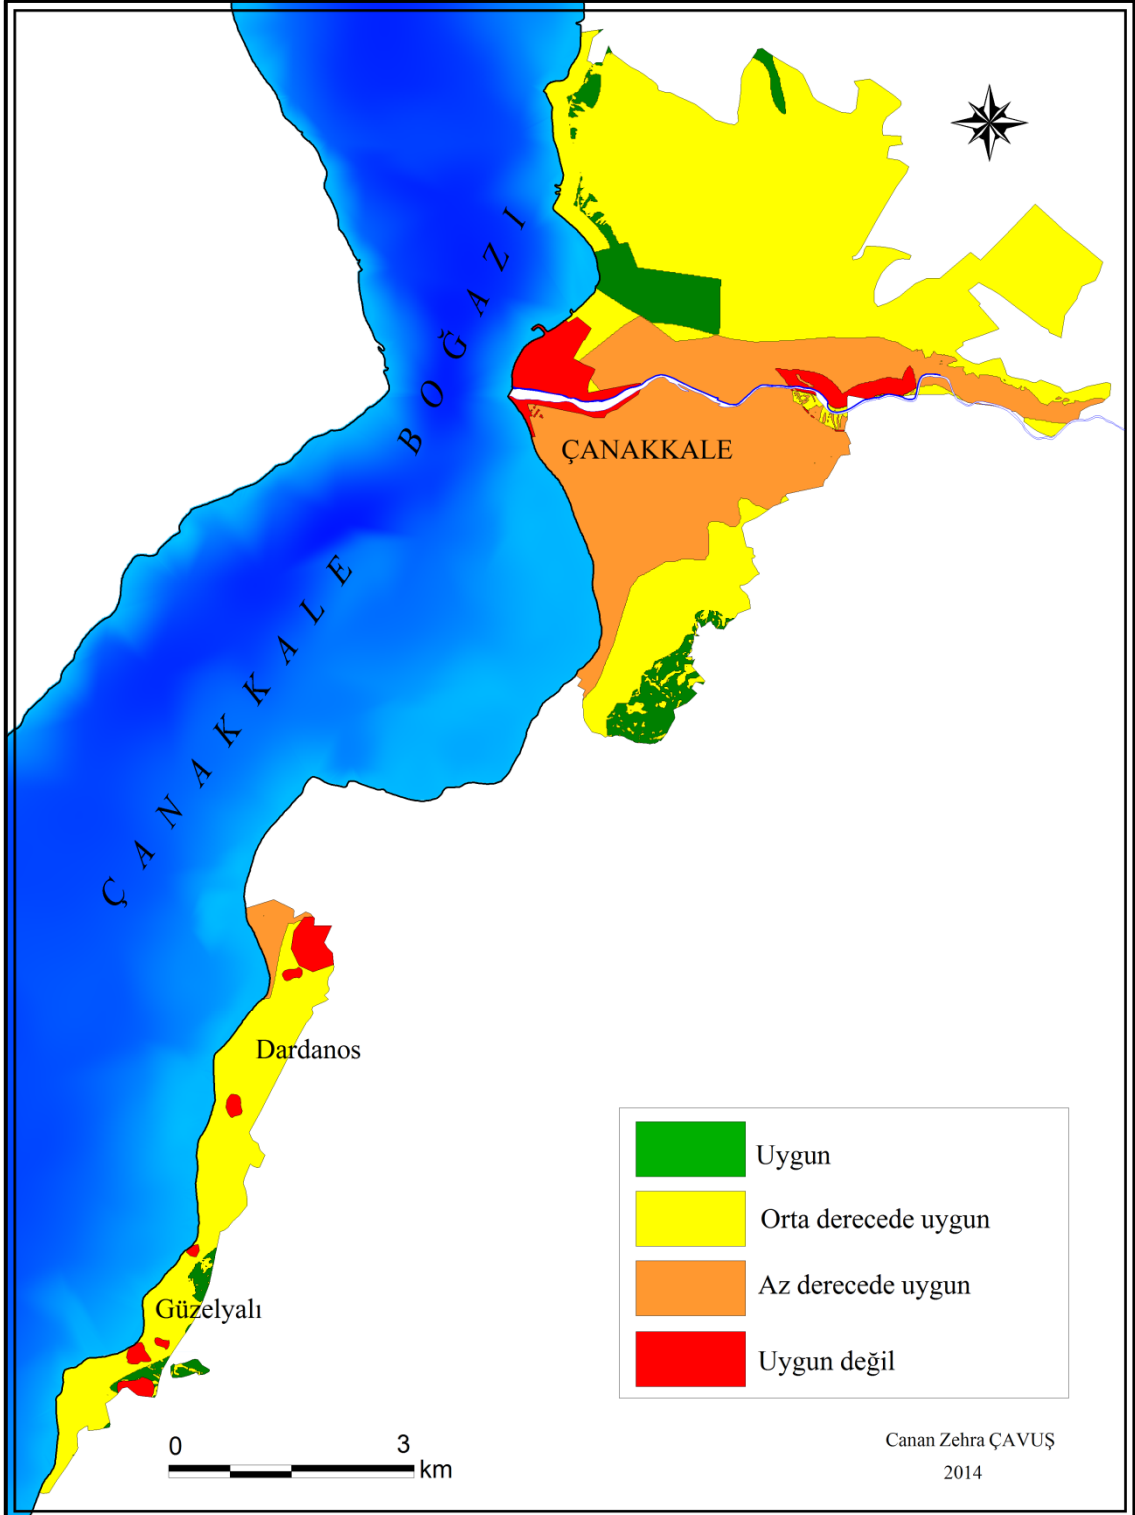 ÇANAKKALE BOĞAZI
ÇANAKKALE
Dardanos
Güzelyalı
Uygun
Orta derecede uygun
Az derecede uygun
Uygun değil
0 3
km
Canan Zehra ÇAVUŞ
2014